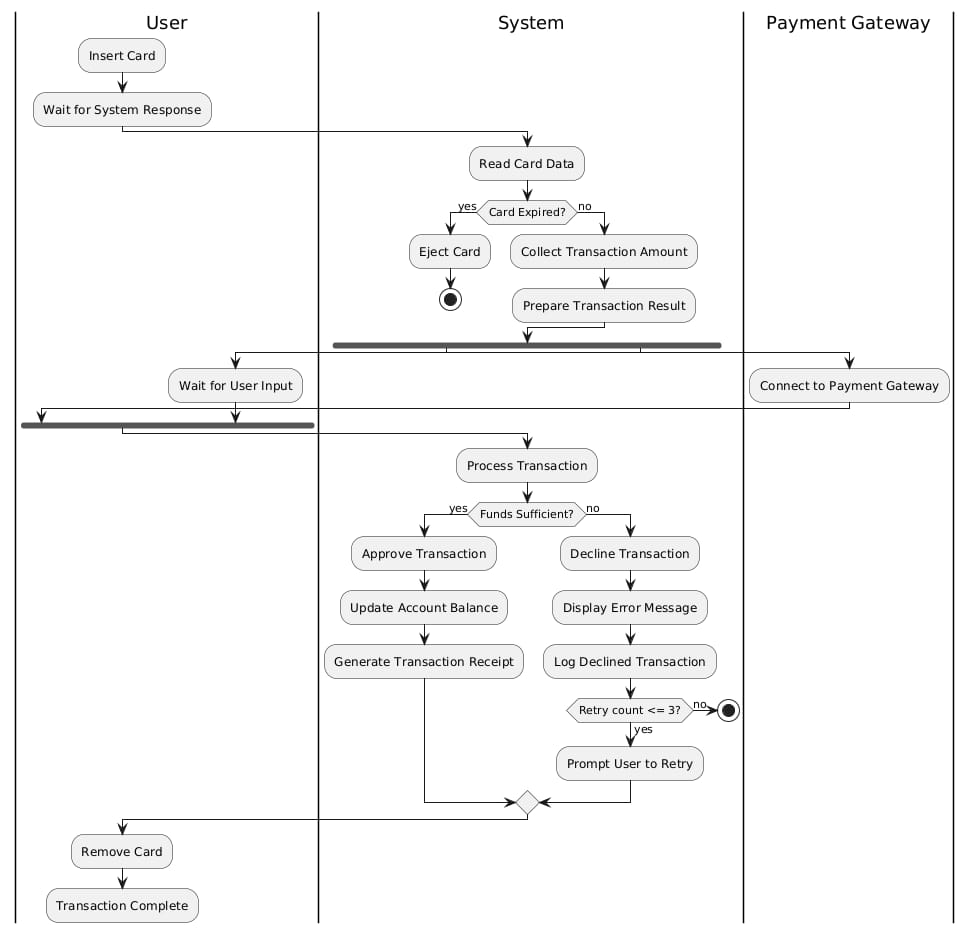 User
System
Payment Gateway
Insert Card
Wait for System Response
Read Card Data
yes
Card Expired?
no
Eject Card
Collect Transaction Amount
Prepare Transaction Result
Wait for User Input
Connect to Payment Gateway
Process Transaction
yes
Funds Sufficient?
no
Approve Transaction
Decline Transaction
Update Account Balance
Display Error Message
Generate Transaction Receipt
Log Declined Transaction
Retry count <= 3?
no
yes
Prompt User to Retry
Remove Card
Transaction Complete